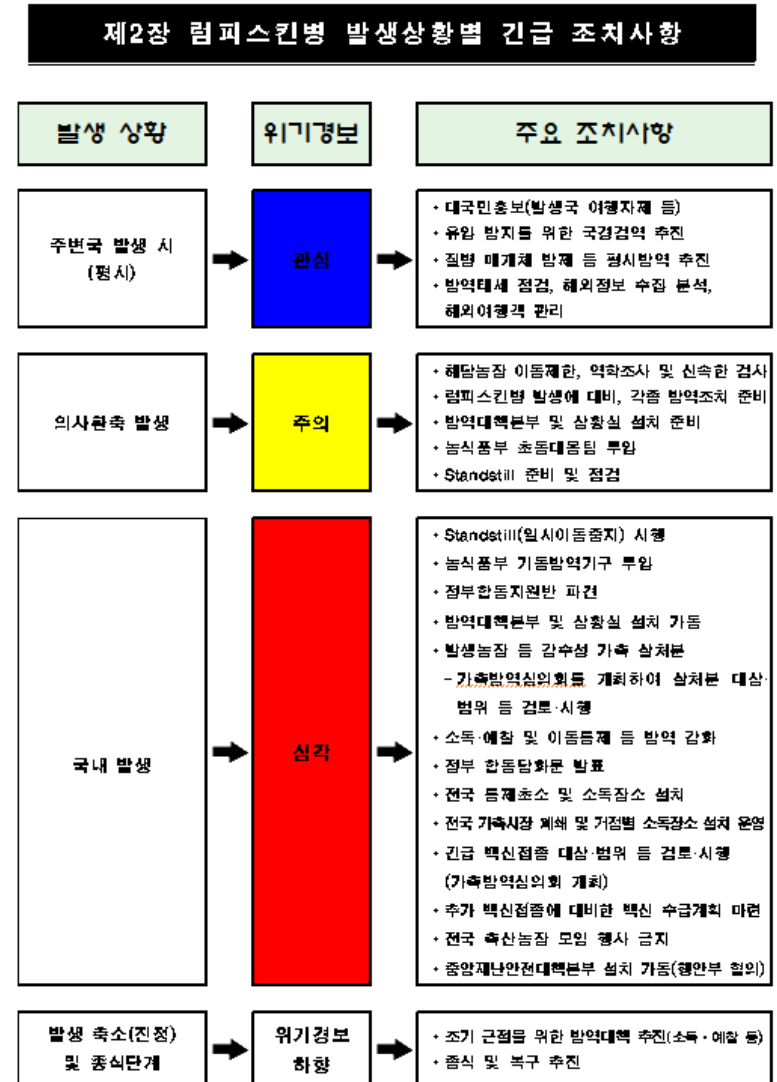 제2장 럼피스킨병 발생상황별 긴급 조치사항
발생 상황
위기경보
주요 조치사항
주변국 발생 시
(평시)
관심
· 대국민홍보(발생국 여행자제 등)
· 유입 방지를 위한 국경검역 추진
· 질병 매개체 방제 등 평시방역 추진
· 방역태세 점검, 해외정보 수집 분석,
해외여행객 관리
의사환축 발생
주의
· 해당농장 이동제한, 역학조사 및 신속한 검사
· 럼피스킨병 발생에 대비, 각종 방역조치 준비
· 방역대책본부 및 상황실 설치 준비
· 농식품부 초동대응팀 투입
· Standstill 준비 및 점검
국내 발생
심각
· Standstill(일시이동중지) 시행
· 농식품부 기동방역기구 투입
· 정부합동지원반 파견
· 방역대책본부 및 상황실 설치 가동
· 발생농장 등 감수성 가축 살처분
- 가축방역심의회를 개최하여 살처분 대상·
범위 등 검토·시행
· 소독·예찰 및 이동통제 등 방역 강화
· 정부 합동담화문 발표
· 전국 통제초소 및 소독장소 설치
· 전국 가축시장 폐쇄 및 거점별 소독장소 설치 운영
· 긴급 백신접종 대상·범위 등 검토·시행
(가축방역심의회 개최)
· 추가 백신접종에 대비한 백신 수급계획 마련
· 전국 축산농장 모임 행사 금지
· 중앙재난안전대책본부 설치 가동(행안부 협의)
발생 축소(진정)
및 종식단계
위기경보
하향
· 조기 근절을 위한 방역대책 추진(소독·예찰 등)
· 종식 및 복구 추진